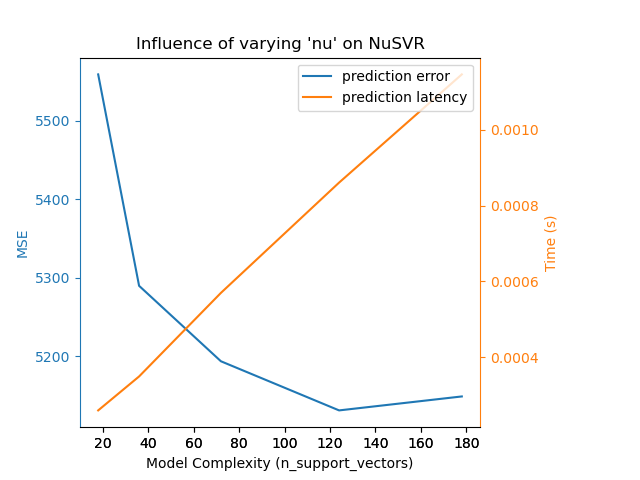 Influence of varying 'nu' on NuSVR
prediction error
prediction latency
5500
5400
5300
5200
MSE
0.0010
0.0008
0.0006
0.0004
Time (s)
20 40 60 80 100 120 140 160 180
Model Complexity (n_support_vectors)